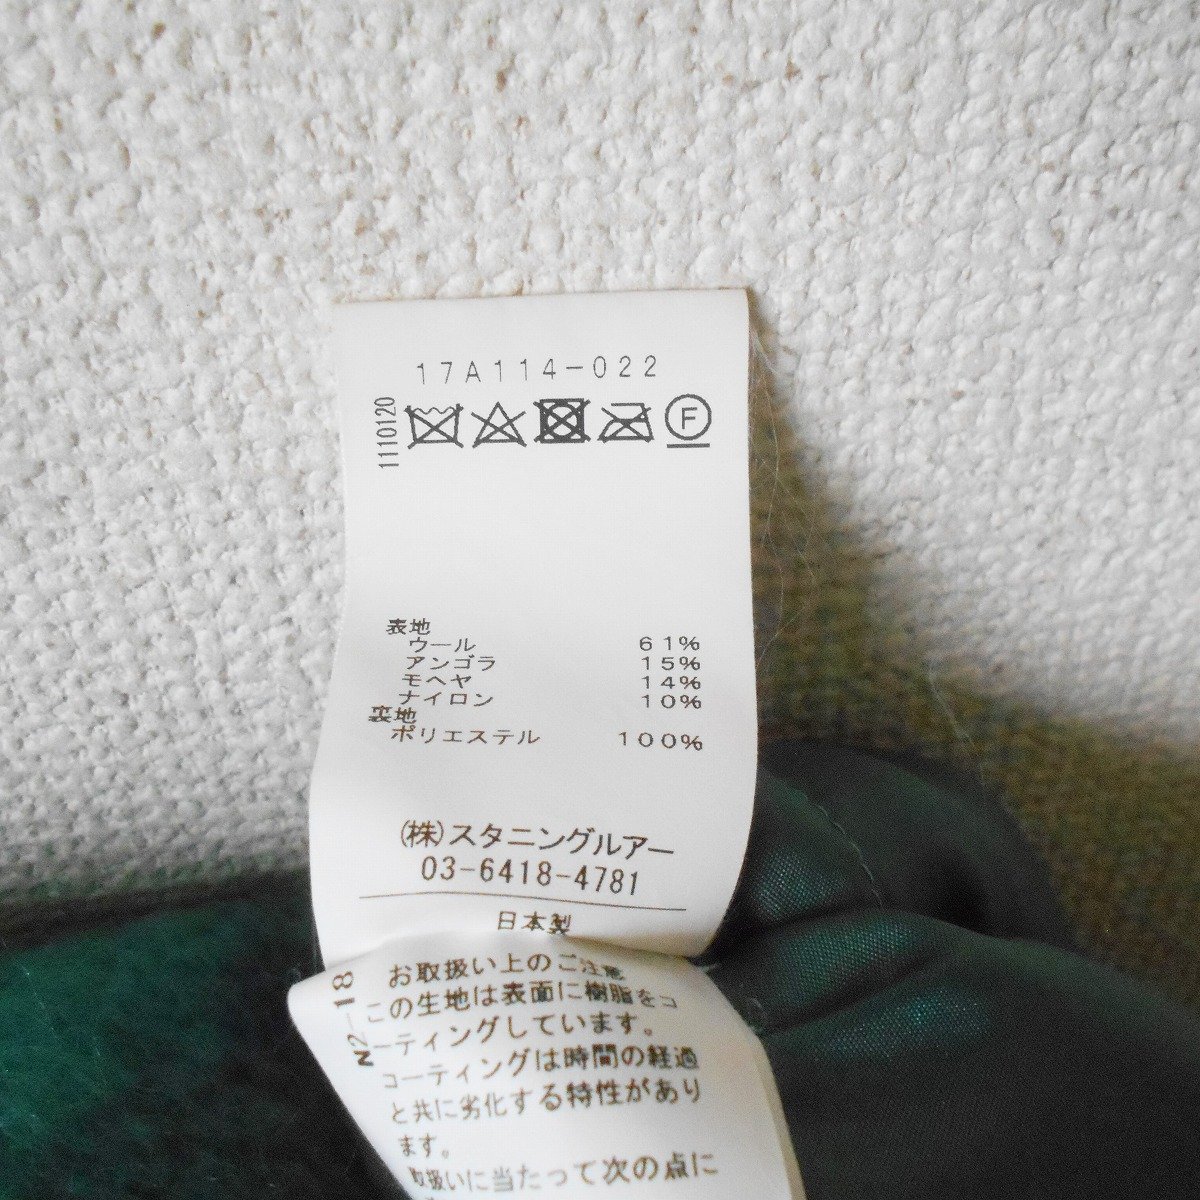 17A114-022
1110120
F
表地
ウール 61%
アンゴラ 15%
モヘヤ 14%
ナイロン 10%
裏地
ポリエステル 100%
(株)スタニングルアー
03-6418-4781
日本製
N2-18
お取扱い上のご注意
この生地は表面に樹脂をコ
ーティングしています。
コーティングは時間の経過
と共に劣化する特性があり
ます。
取扱いに当たって次の点に